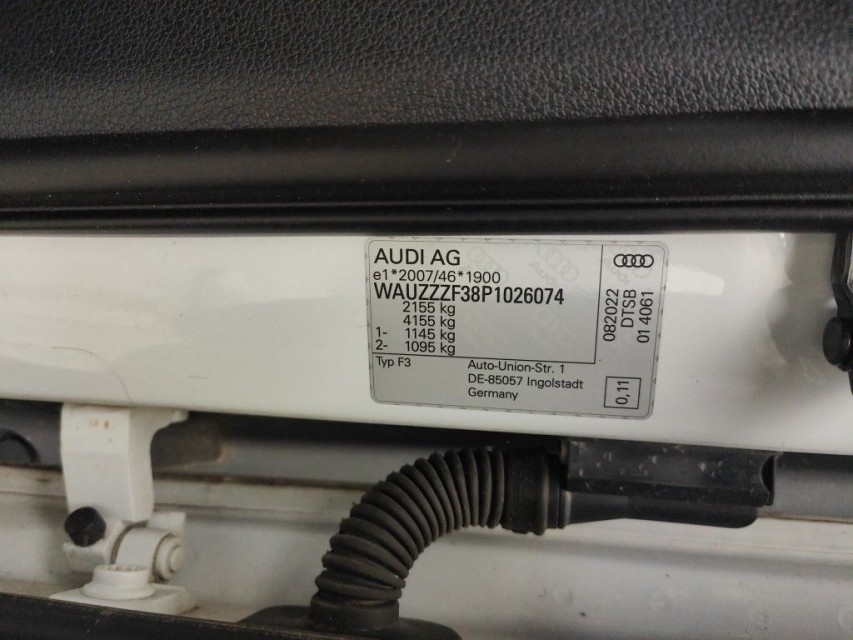 AUDI AG
e1*2007/46*1900
WAUZZZF38P1026074
2155 kg
4155 kg
1- 1145 kg
2- 1095 kg
Typ F3
Auto-Union-Str. 1
DE-85057 Ingolstadt
Germany
082022
DTSB
01 4061
0,11